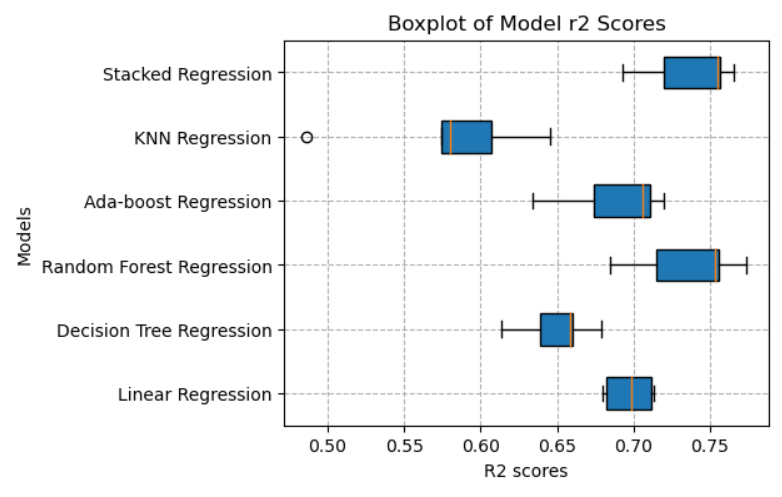 Boxplot of Model r2 Scores
Stacked Regression
KNN Regression
Ada-boost Regression
Random Forest Regression
Decision Tree Regression
Linear Regression
Models
0.50 0.55 0.60 0.65 0.70 0.75
R2 scores